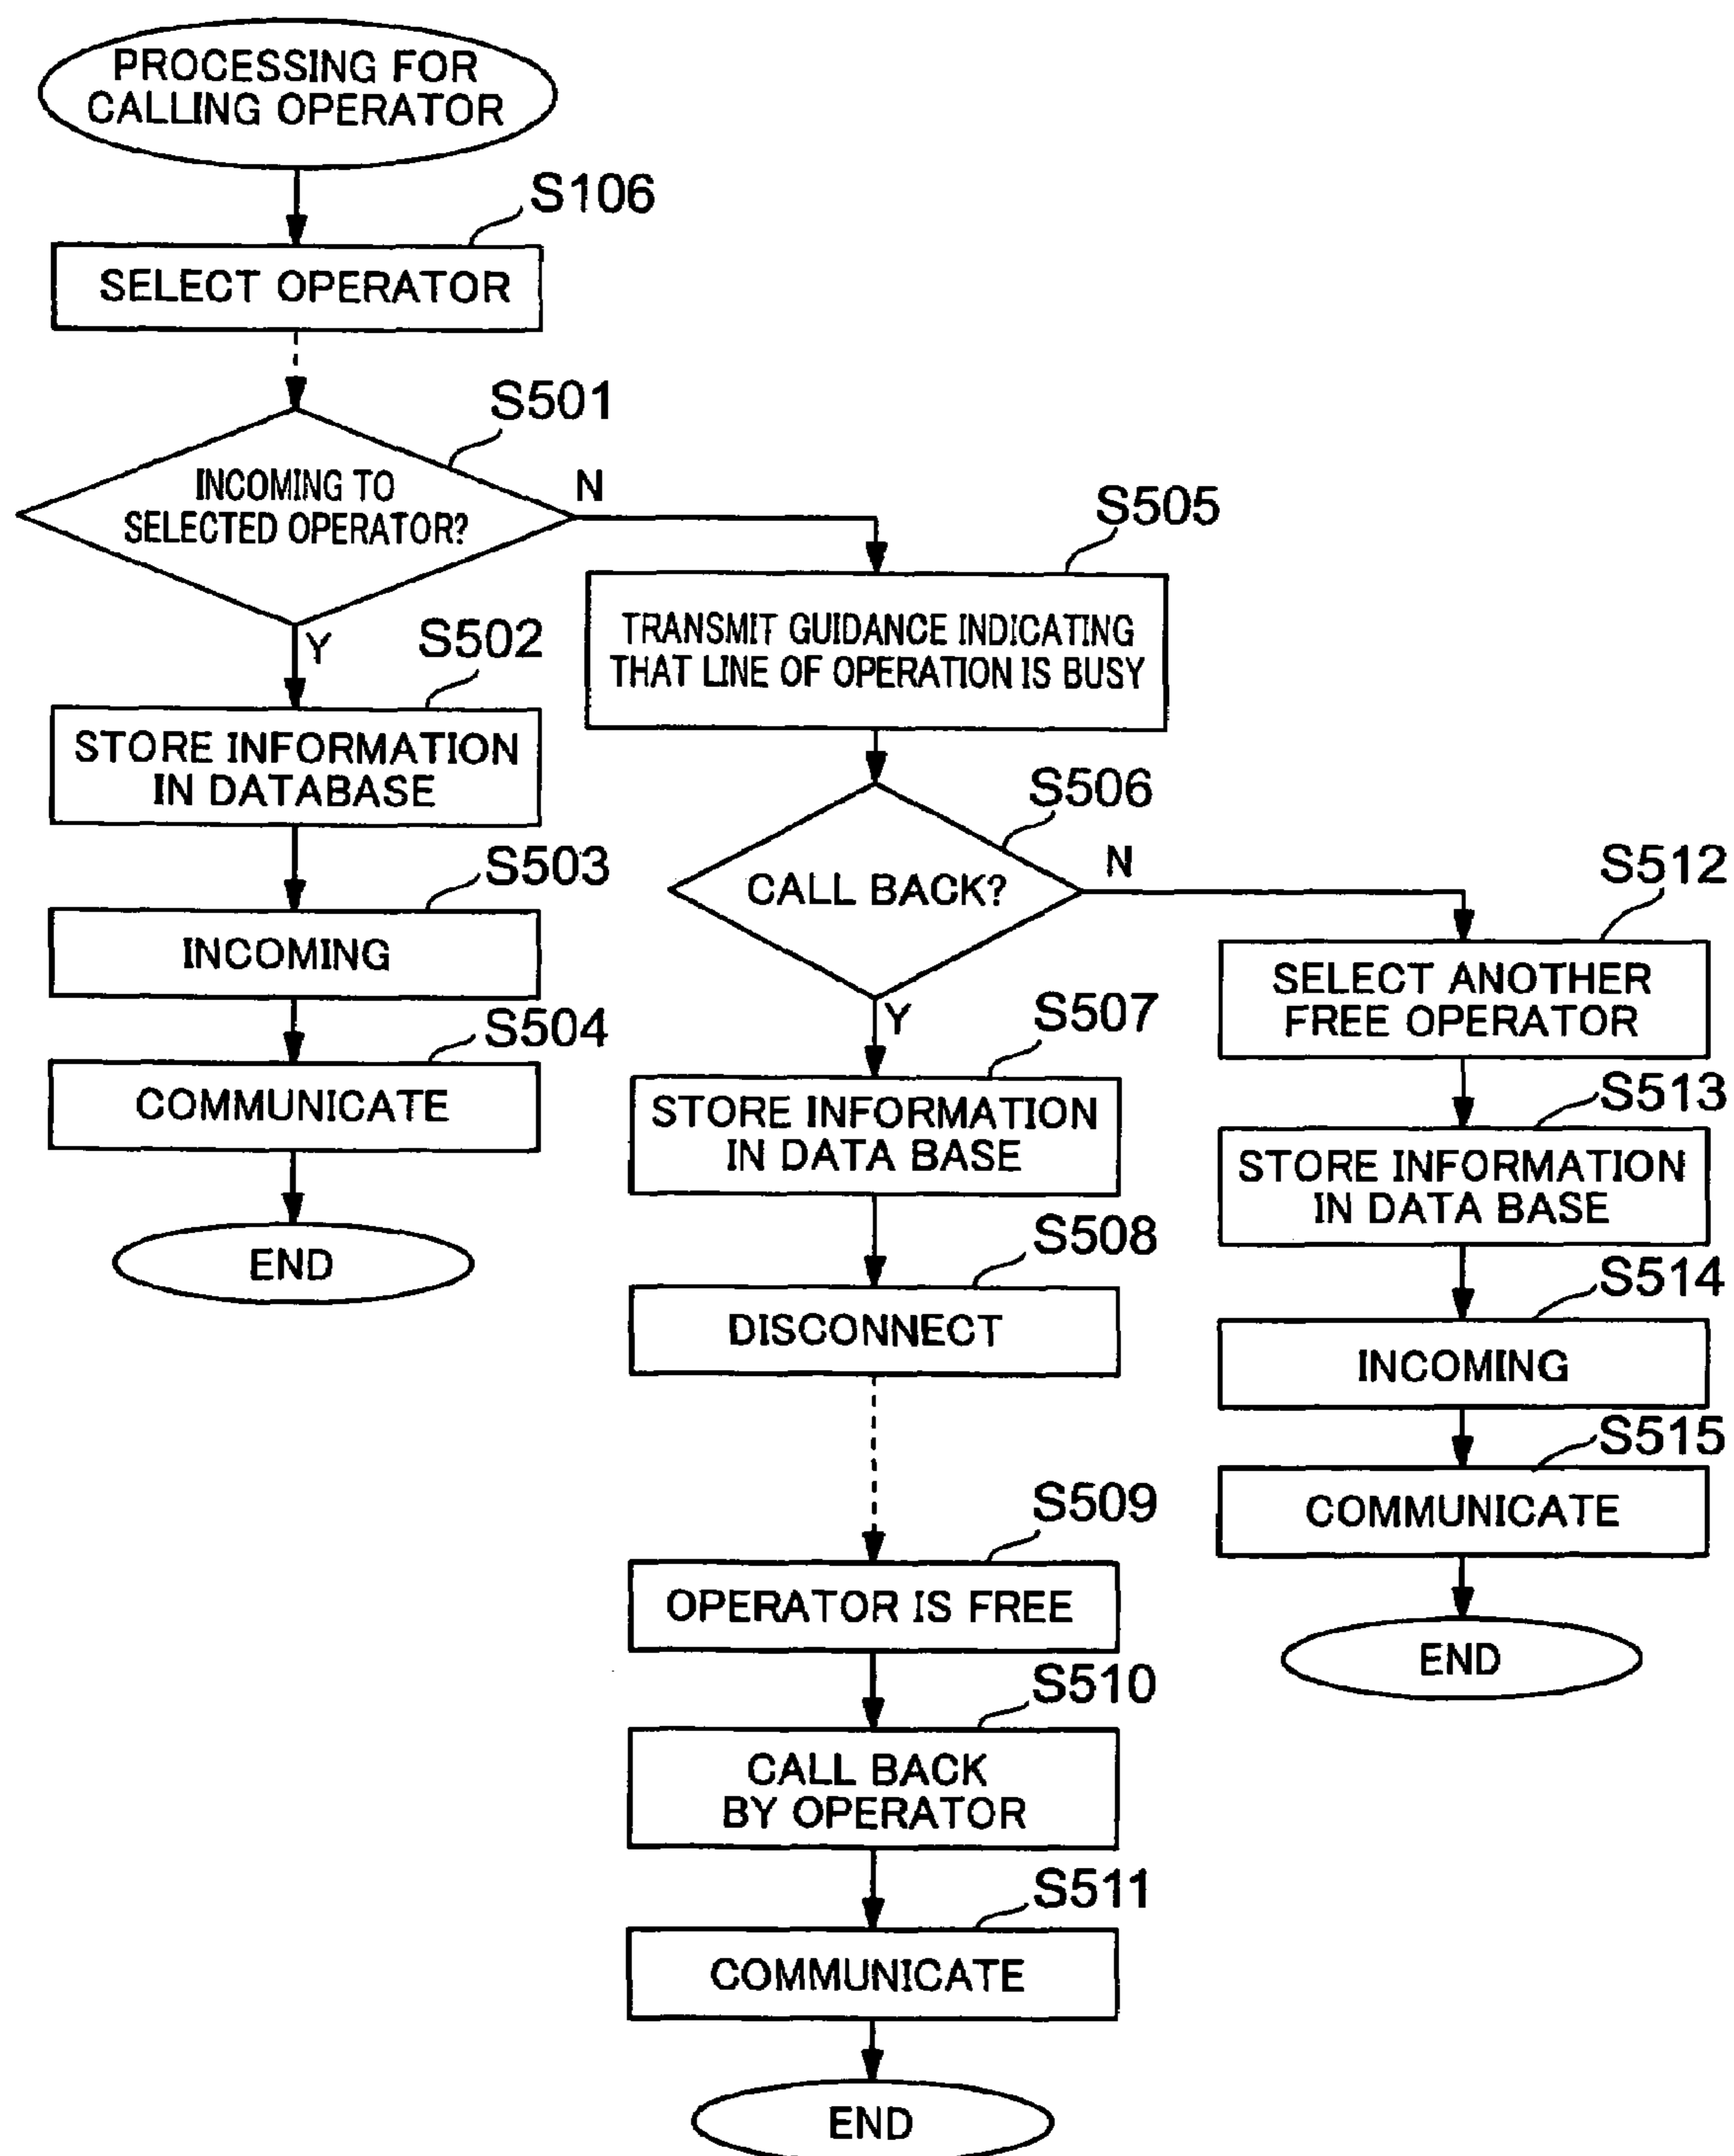 PROCESSING FOR
CALLING OPERATOR
S106
SELECT OPERATOR
S501
INCOMING TO
SELECTED OPERATOR?
N
Y
S502
STORE INFORMATION
IN DATABASE
S503
INCOMING
S504
COMMUNICATE
END
S505
TRANSMIT GUIDANCE INDICATING
THAT LINE OF OPERATION IS BUSY
S506
CALL BACK?
N
Y
S507
STORE INFORMATION
IN DATA BASE
S508
DISCONNECT
S509
OPERATOR IS FREE
S510
CALL BACK
BY OPERATOR
S511
COMMUNICATE
END
S512
SELECT ANOTHER
FREE OPERATOR
S513
STORE INFORMATION
IN DATA BASE
S514
INCOMING
S515
COMMUNICATE
END